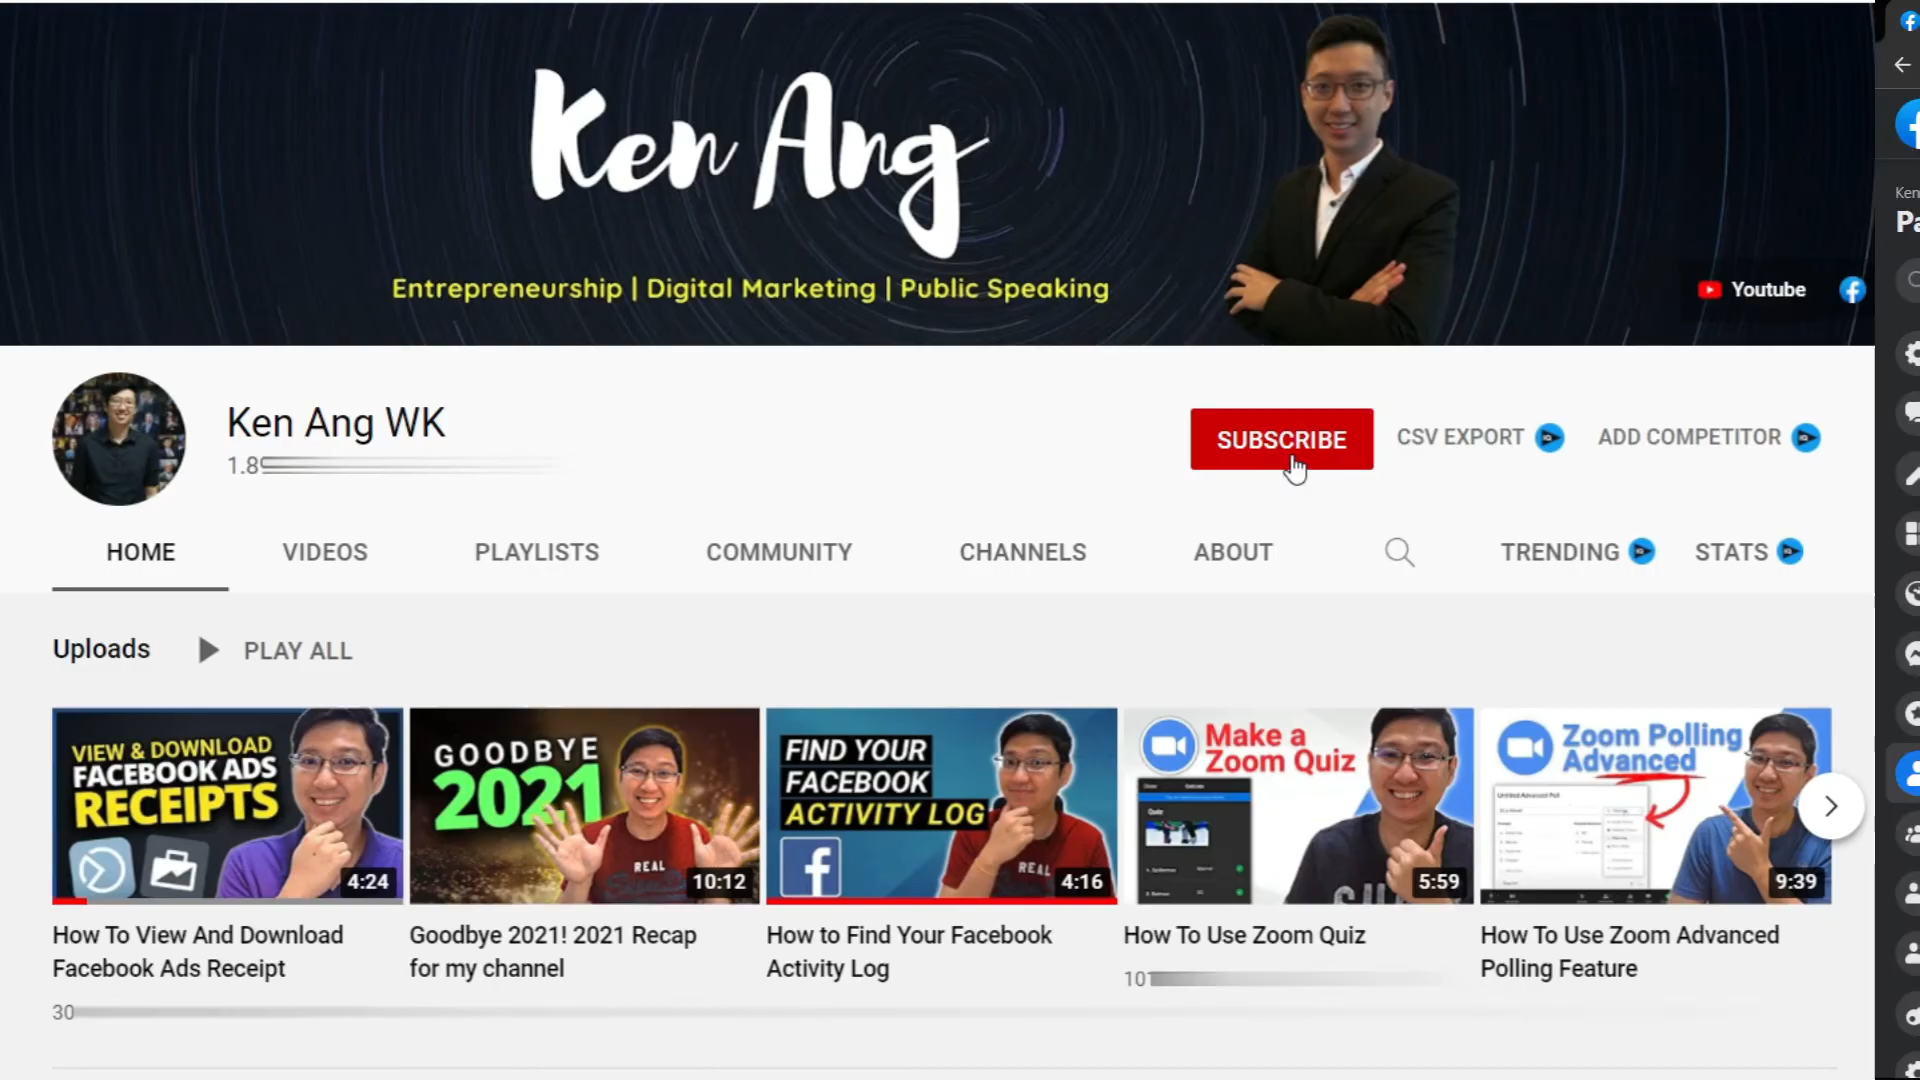 Ken Ang
Entrepreneurship | Digital Marketing | Public Speaking
Youtube
Ken Ang WK
1.8
SUBSCRIBE
CSV EXPORT
ADD COMPETITOR
HOME
VIDEOS
PLAYLISTS
COMMUNITY
CHANNELS
ABOUT
TRENDING
STATS
Uploads
PLAY ALL
VIEW & DOWNLOAD
FACEBOOK ADS
RECEIPTS
4:24
GOODBYE
2021
REAL
10:12
FIND YOUR
FACEBOOK
ACTIVITY LOG
REAL
4:16
Make a
Zoom Quiz
Quiz
5:59
Zoom Polling
Advanced
Untitled Advanced Poll
9:39
How To View And Download
Facebook Ads Receipt
Goodbye 2021! 2021 Recap
for my channel
How to Find Your Facebook
Activity Log
How To Use Zoom Quiz
How To Use Zoom Advanced
Polling Feature
10
30
Ken
Pa